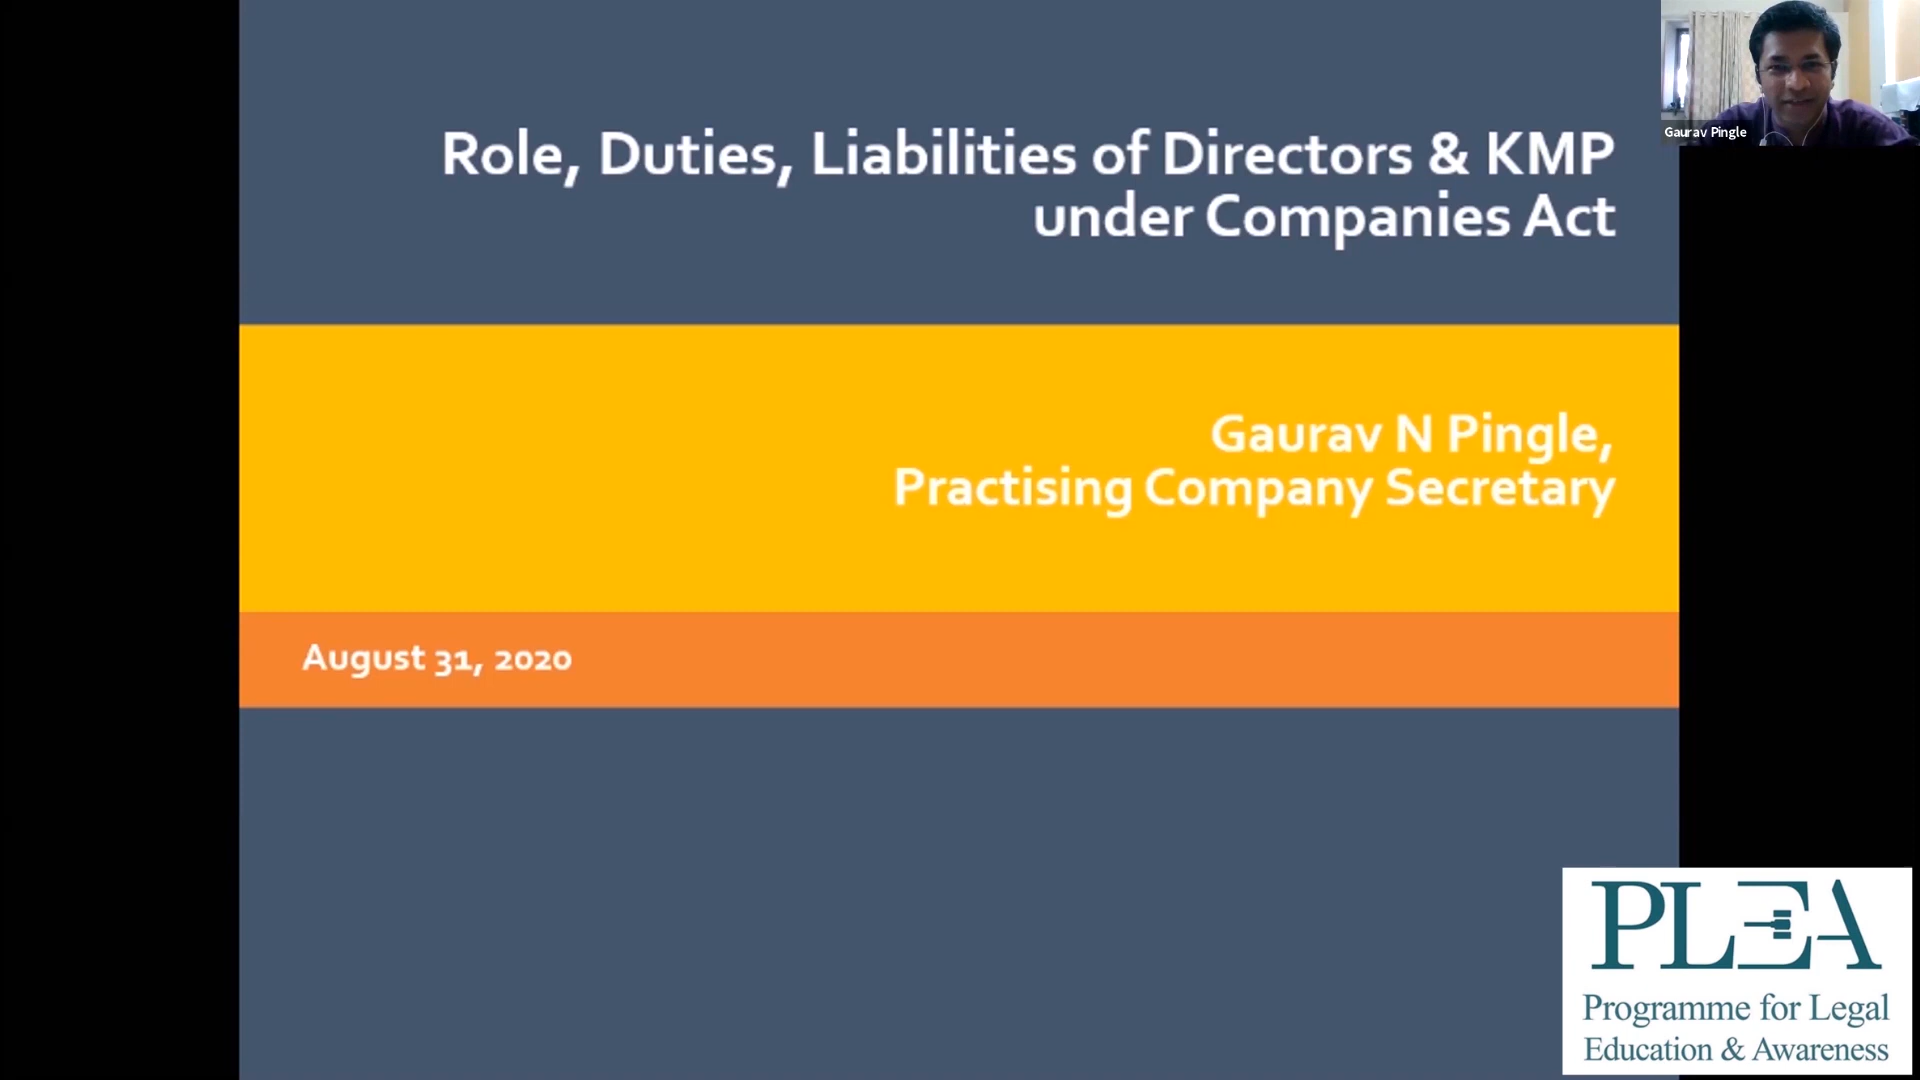 Role, Duties, Liabilities of Directors & KMP
under Companies Act
Gaurav N Pingle,
Practising Company Secretary
August 31, 2020
Gaurav Pingle
PLEA
Programme for Legal
Education & Awareness